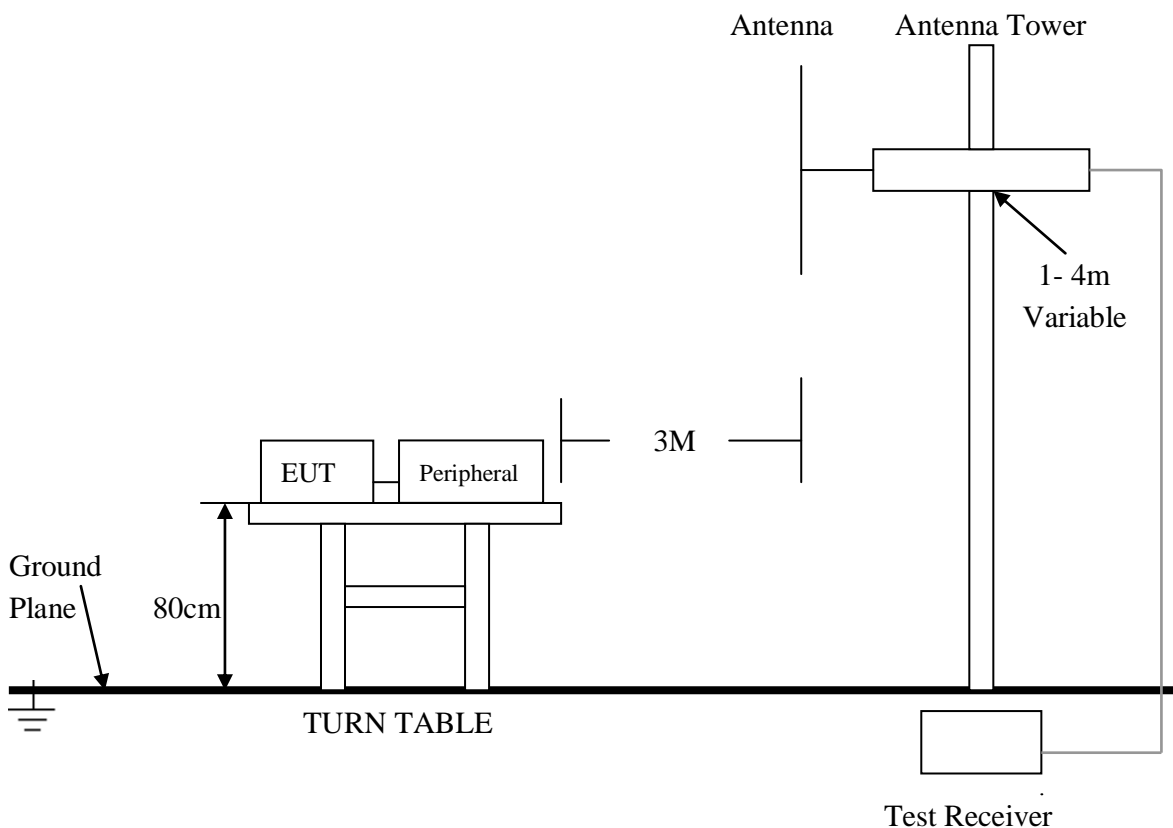 Antenna
Antenna Tower
1- 4m
Variable
3M
EUT
Peripheral
Ground
Plane
80cm
TURN TABLE
Test Receiver